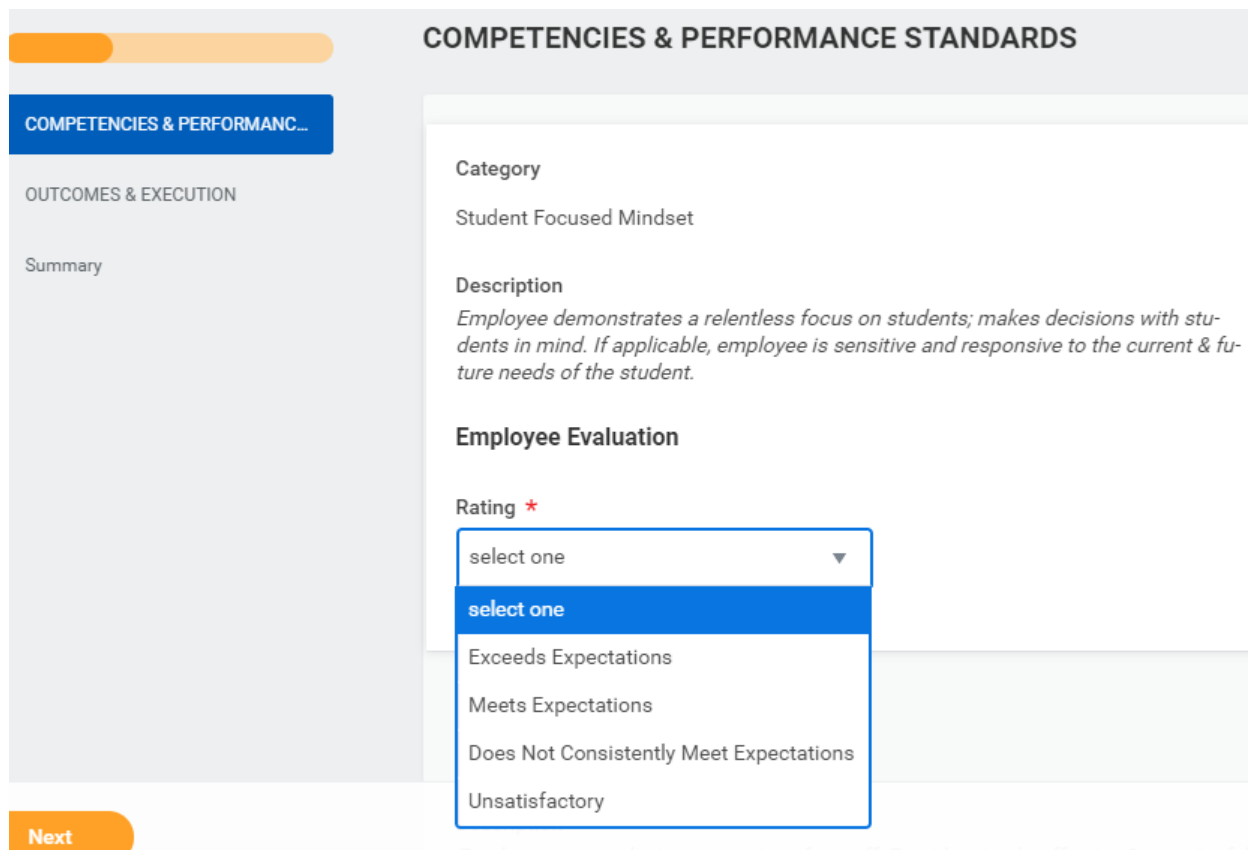 COMPETENCIES & PERFORMANCE STANDARDS
COMPETENCIES & PERFORMANC...
OUTCOMES & EXECUTION
Summary
Category
Student Focused Mindset
Description
Employee demonstrates a relentless focus on students; makes decisions with stu-
dents in mind. If applicable, employee is sensitive and responsive to the current & fu-
ture needs of the student.
Employee Evaluation
Rating *
select one
select one
Exceeds Expectations
Meets Expectations
Does Not Consistently Meet Expectations
Unsatisfactory
Next